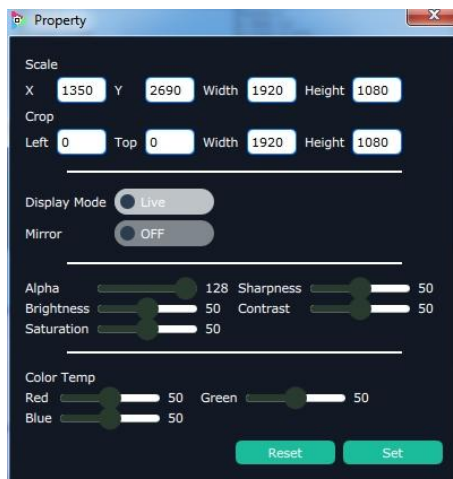 Property
Scale
X 1350 Y 2690 Width 1920 Height 1080
Crop
Left 0 Top 0 Width 1920 Height 1080
Display Mode Live
Mirror OFF
Alpha 128 Sharpness 50
Brightness 50 Contrast 50
Saturation 50
Color Temp
Red 50 Green 50
Blue 50
Reset Set